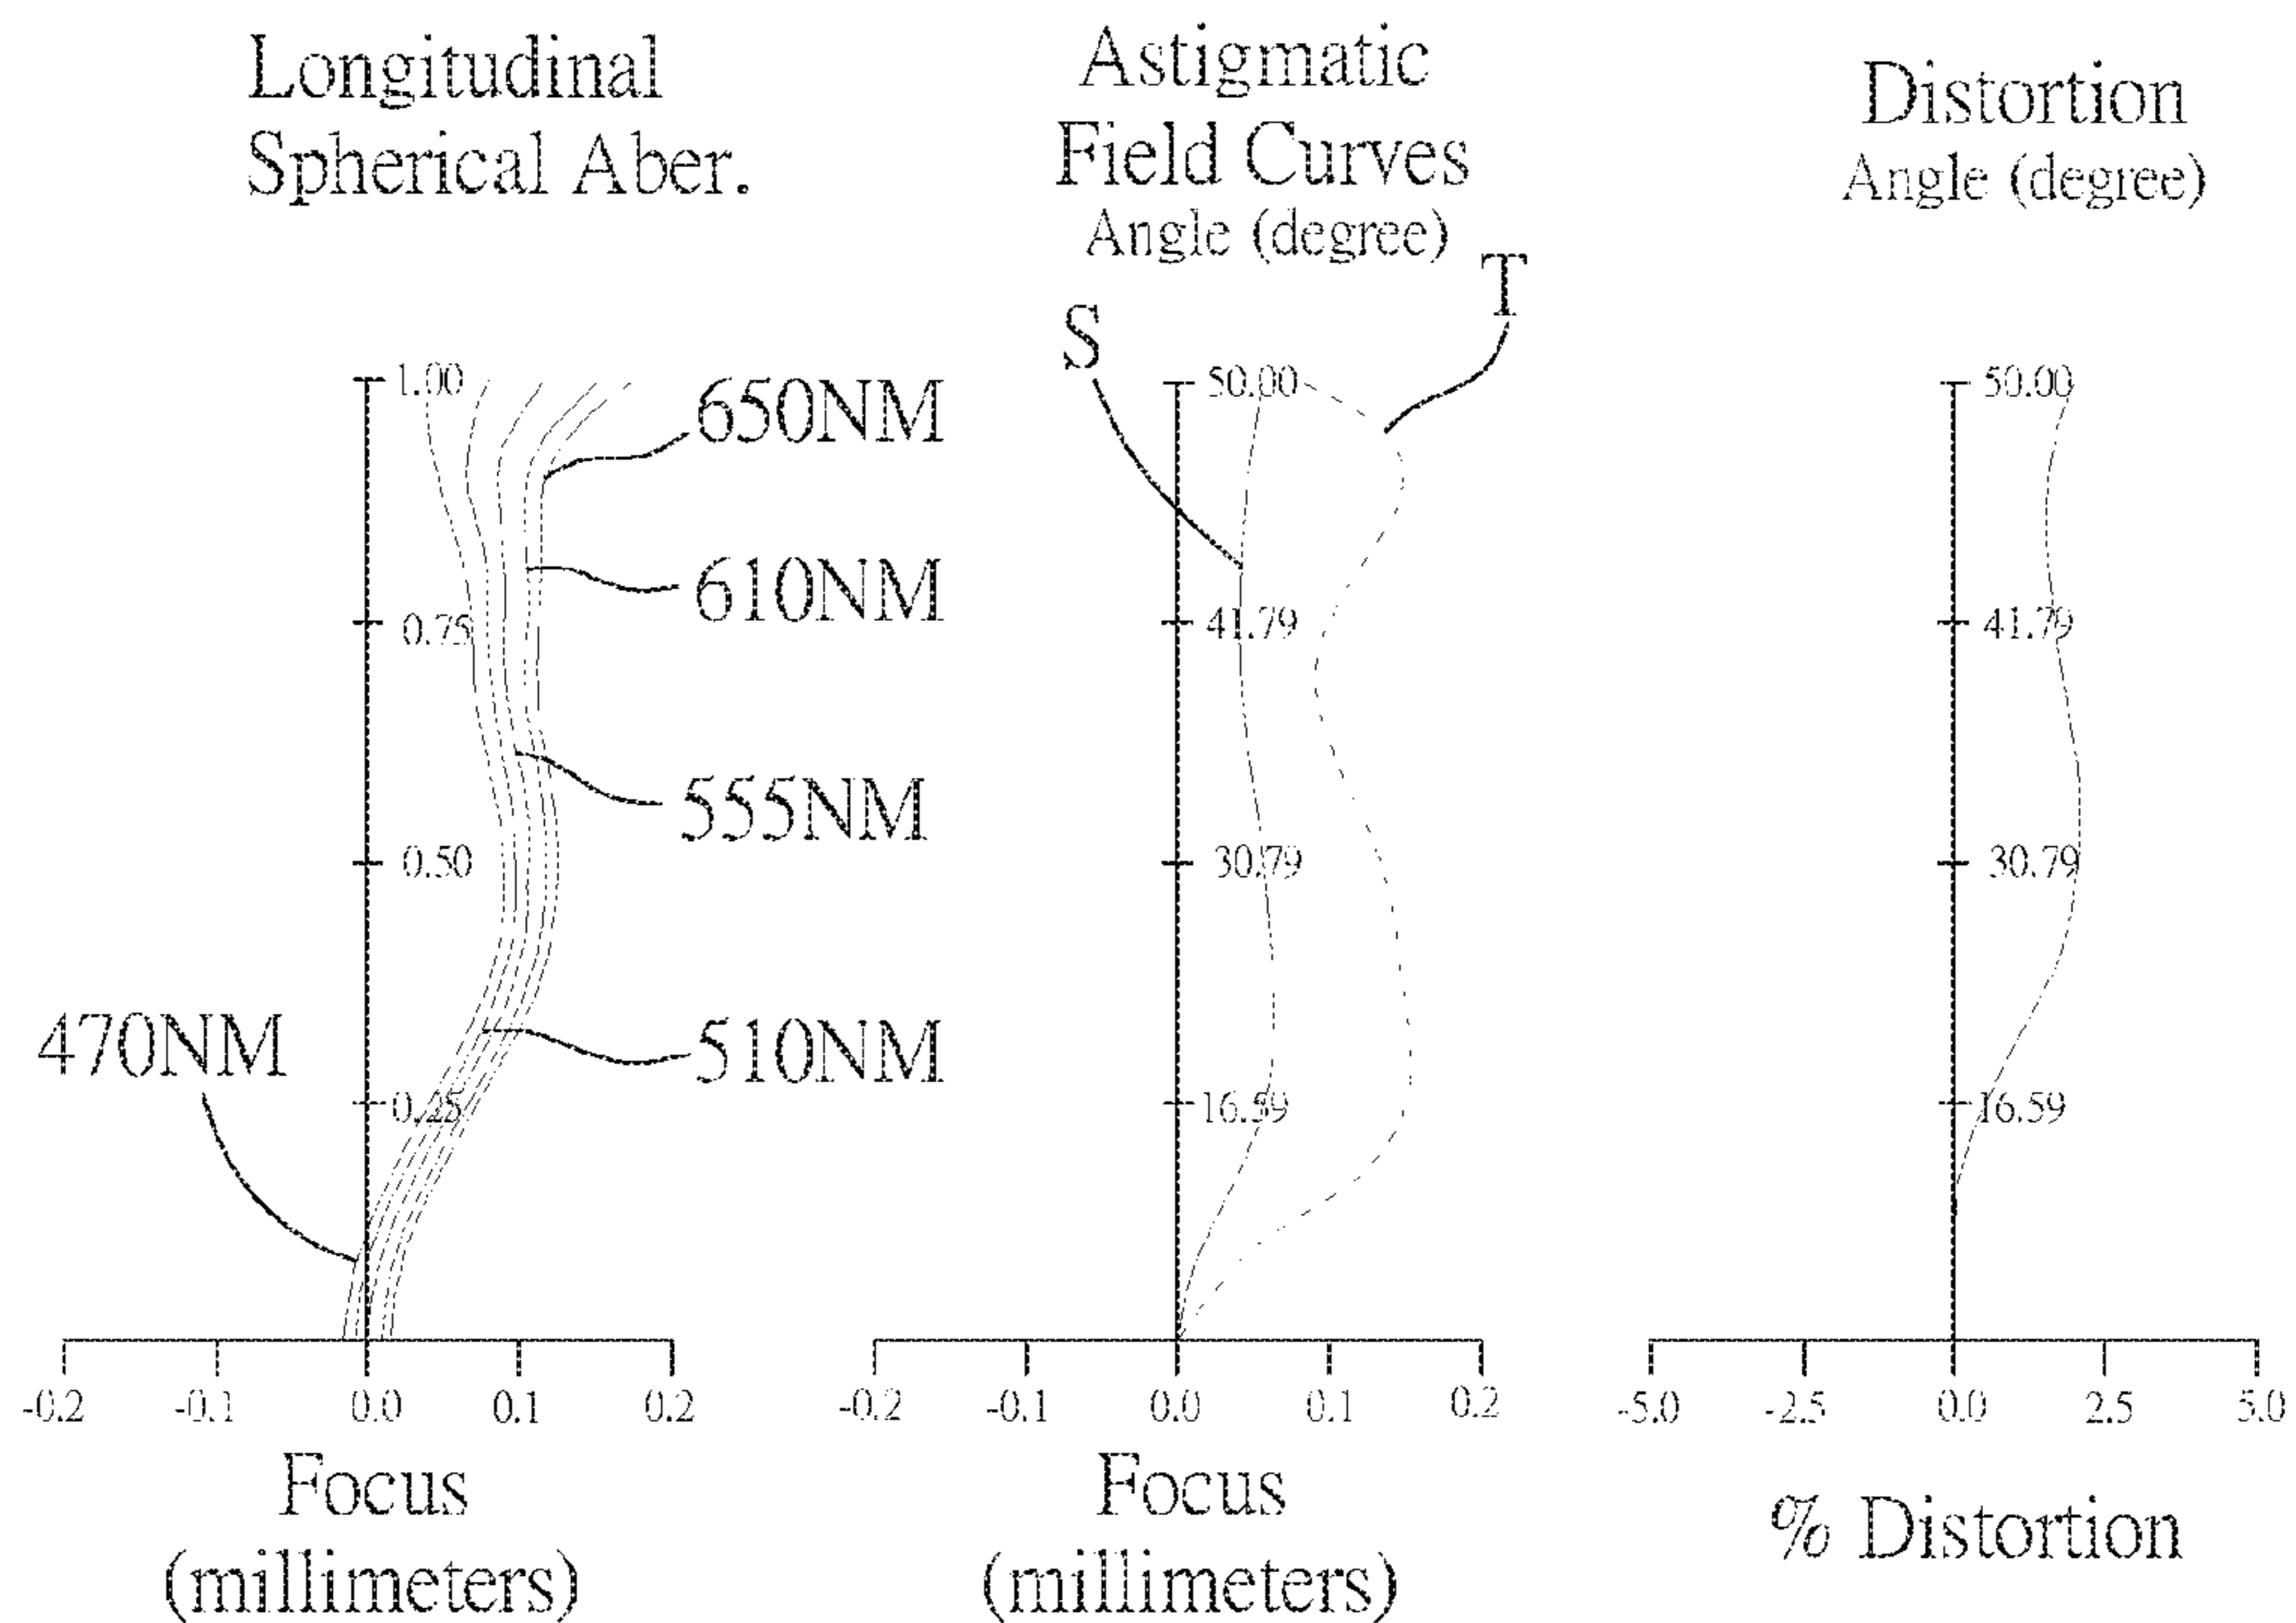 Longitudinal
Spherical Aber.
1.00
0.75
0.50
0.25
650NM
610NM
555NM
510NM
470NM
-0.2 -0.1 0.0 0.1 0.2
Focus
(millimeters)
Astigmatic
Field Curves
Angle (degree)
S
T
50.00
41.79
30.79
16.59
-0.2 -0.1 0.0 0.1 0.2
Focus
(millimeters)
Distortion
Angle (degree)
50.00
41.79
30.79
16.59
-5.0 -2.5 0.0 2.5 5.0
% Distortion